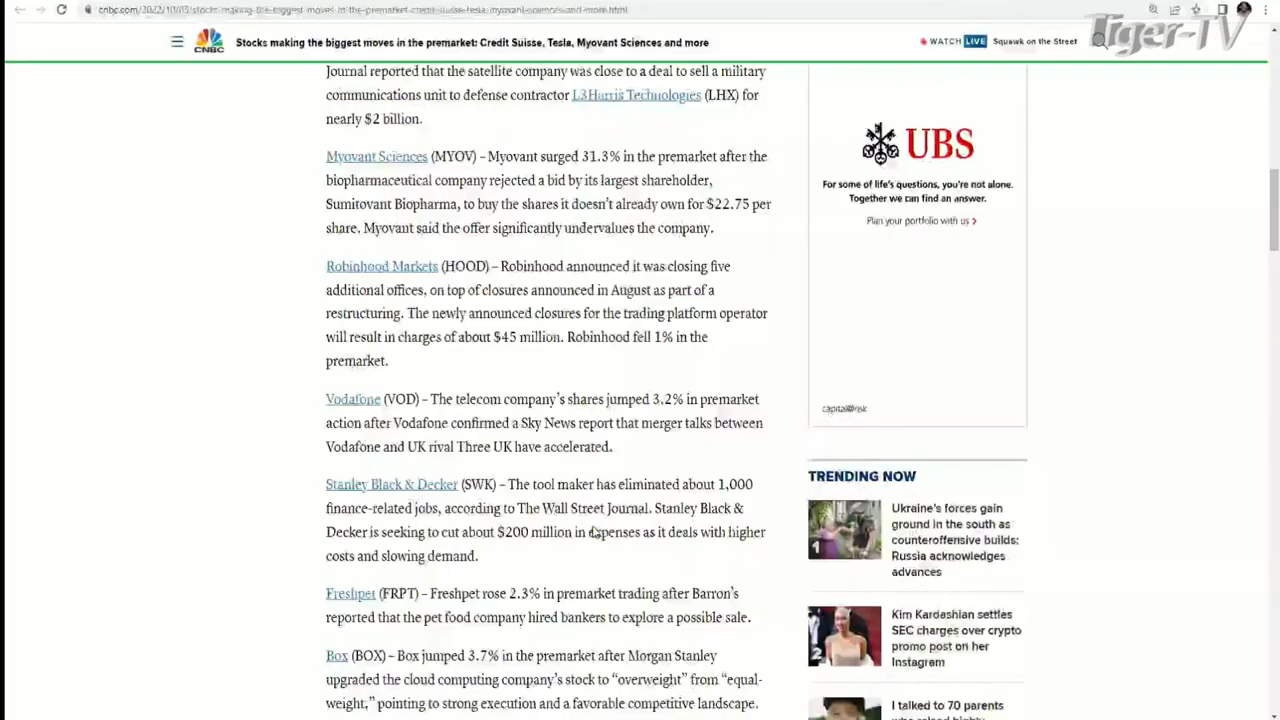 cnbc.com/2022/10/03/stocks-making-the-biggest-moves-in-the-premarket-credit-suisse-tesla-myovant-sciences-and-more.html
Tiger-TV
CNBC
Stocks making the biggest moves in the premarket: Credit Suisse, Tesla, Myovant Sciences and more
WATCH LIVE
Squawk on the Street
Journal reported that the satellite company was close to a deal to sell a military
communications unit to defense contractor L3Harris Technologies (LHX) for
nearly $2 billion.
Myovant Sciences (MYOV) – Myovant surged 31.3% in the premarket after the
biopharmaceutical company rejected a bid by its largest shareholder,
Sumitovant Biopharma, to buy the shares it doesn't already own for $22.75 per
share. Myovant said the offer significantly undervalues the company.
Robinhood Markets (HOOD) – Robinhood announced it was closing five
additional offices, on top of closures announced in August as part of a
restructuring. The newly announced closures for the trading platform operator
will result in charges of about $45 million. Robinhood fell 1% in the
premarket.
Vodafone (VOD) – The telecom company's shares jumped 3.2% in premarket
action after Vodafone confirmed a Sky News report that merger talks between
Vodafone and UK rival Three UK have accelerated.
Stanley Black & Decker (SWK) – The tool maker has eliminated about 1,000
finance-related jobs, according to The Wall Street Journal. Stanley Black &
Decker is seeking to cut about $200 million in expenses as it deals with higher
costs and slowing demand.
Freshpet (FRPT) – Freshpet rose 2.3% in premarket trading after Barron's
reported that the pet food company hired bankers to explore a possible sale.
Box (BOX) – Box jumped 3.7% in the premarket after Morgan Stanley
upgraded the cloud computing company's stock to "overweight" from "equal-
weight," pointing to strong execution and a favorable competitive landscape.
UBS
For some of life's questions, you're not alone.
Together we can find an answer.
Plan your portfolio with us
capital@risk
TRENDING NOW
1
Ukraine's forces gain
ground in the south as
counteroffensive builds;
Russia acknowledges
advances
2
Kim Kardashian settles
SEC charges over crypto
promo post on her
Instagram
I talked to 70 parents